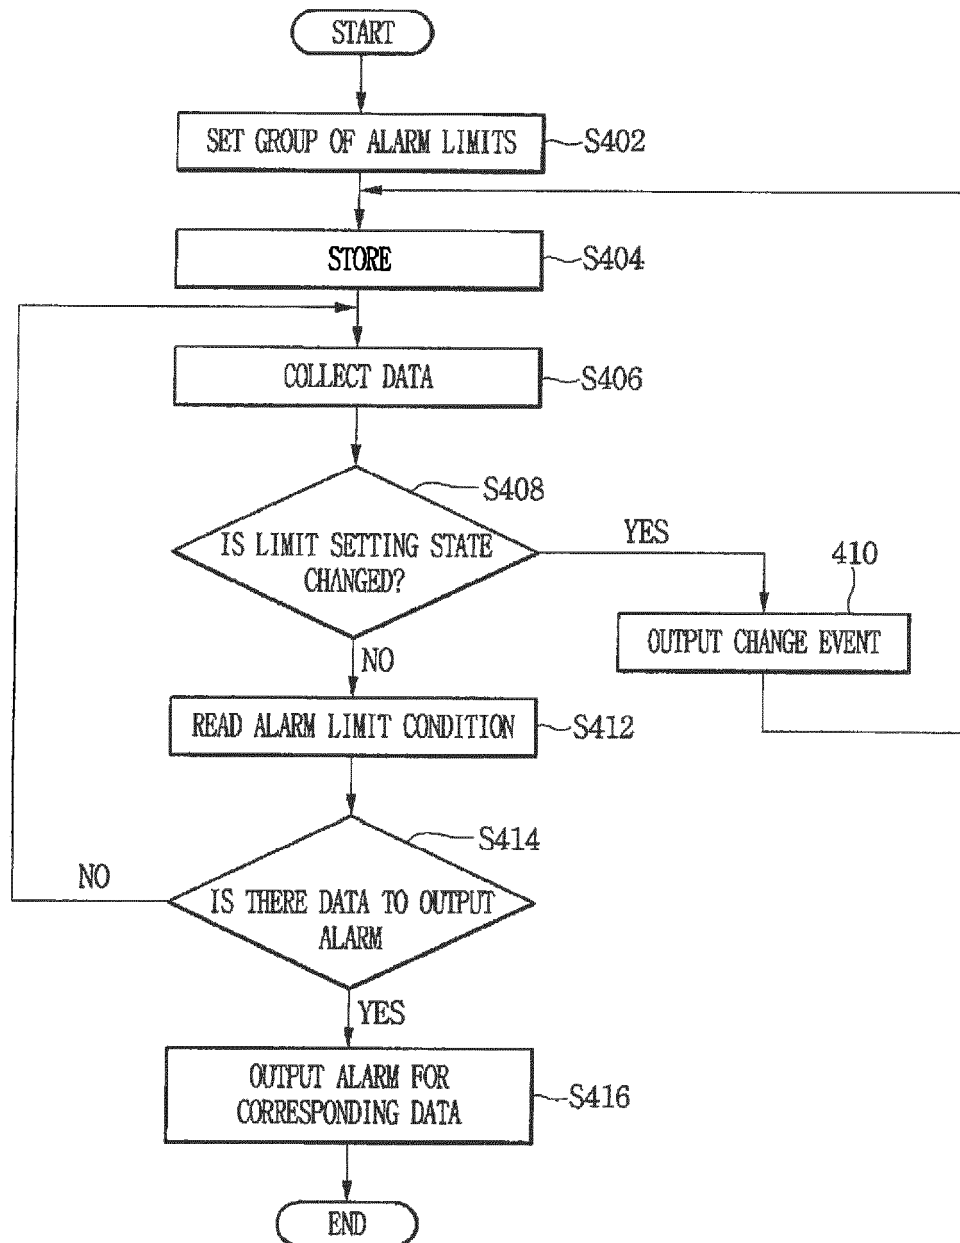 START
SET GROUP OF ALARM LIMITS
S402
STORE
S404
COLLECT DATA
S406
S408
IS LIMIT SETTING STATE
CHANGED?
YES
410
OUTPUT CHANGE EVENT
NO
READ ALARM LIMIT CONDITION
S412
S414
NO
IS THERE DATA TO OUTPUT
ALARM
YES
OUTPUT ALARM FOR
CORRESPONDING DATA
S416
END